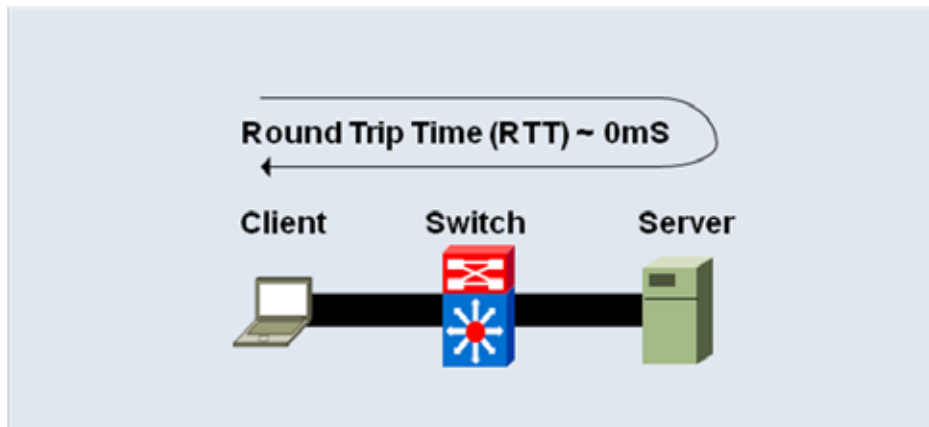 Round Trip Time (RTT) ~ 0mS
Client
Switch
Server